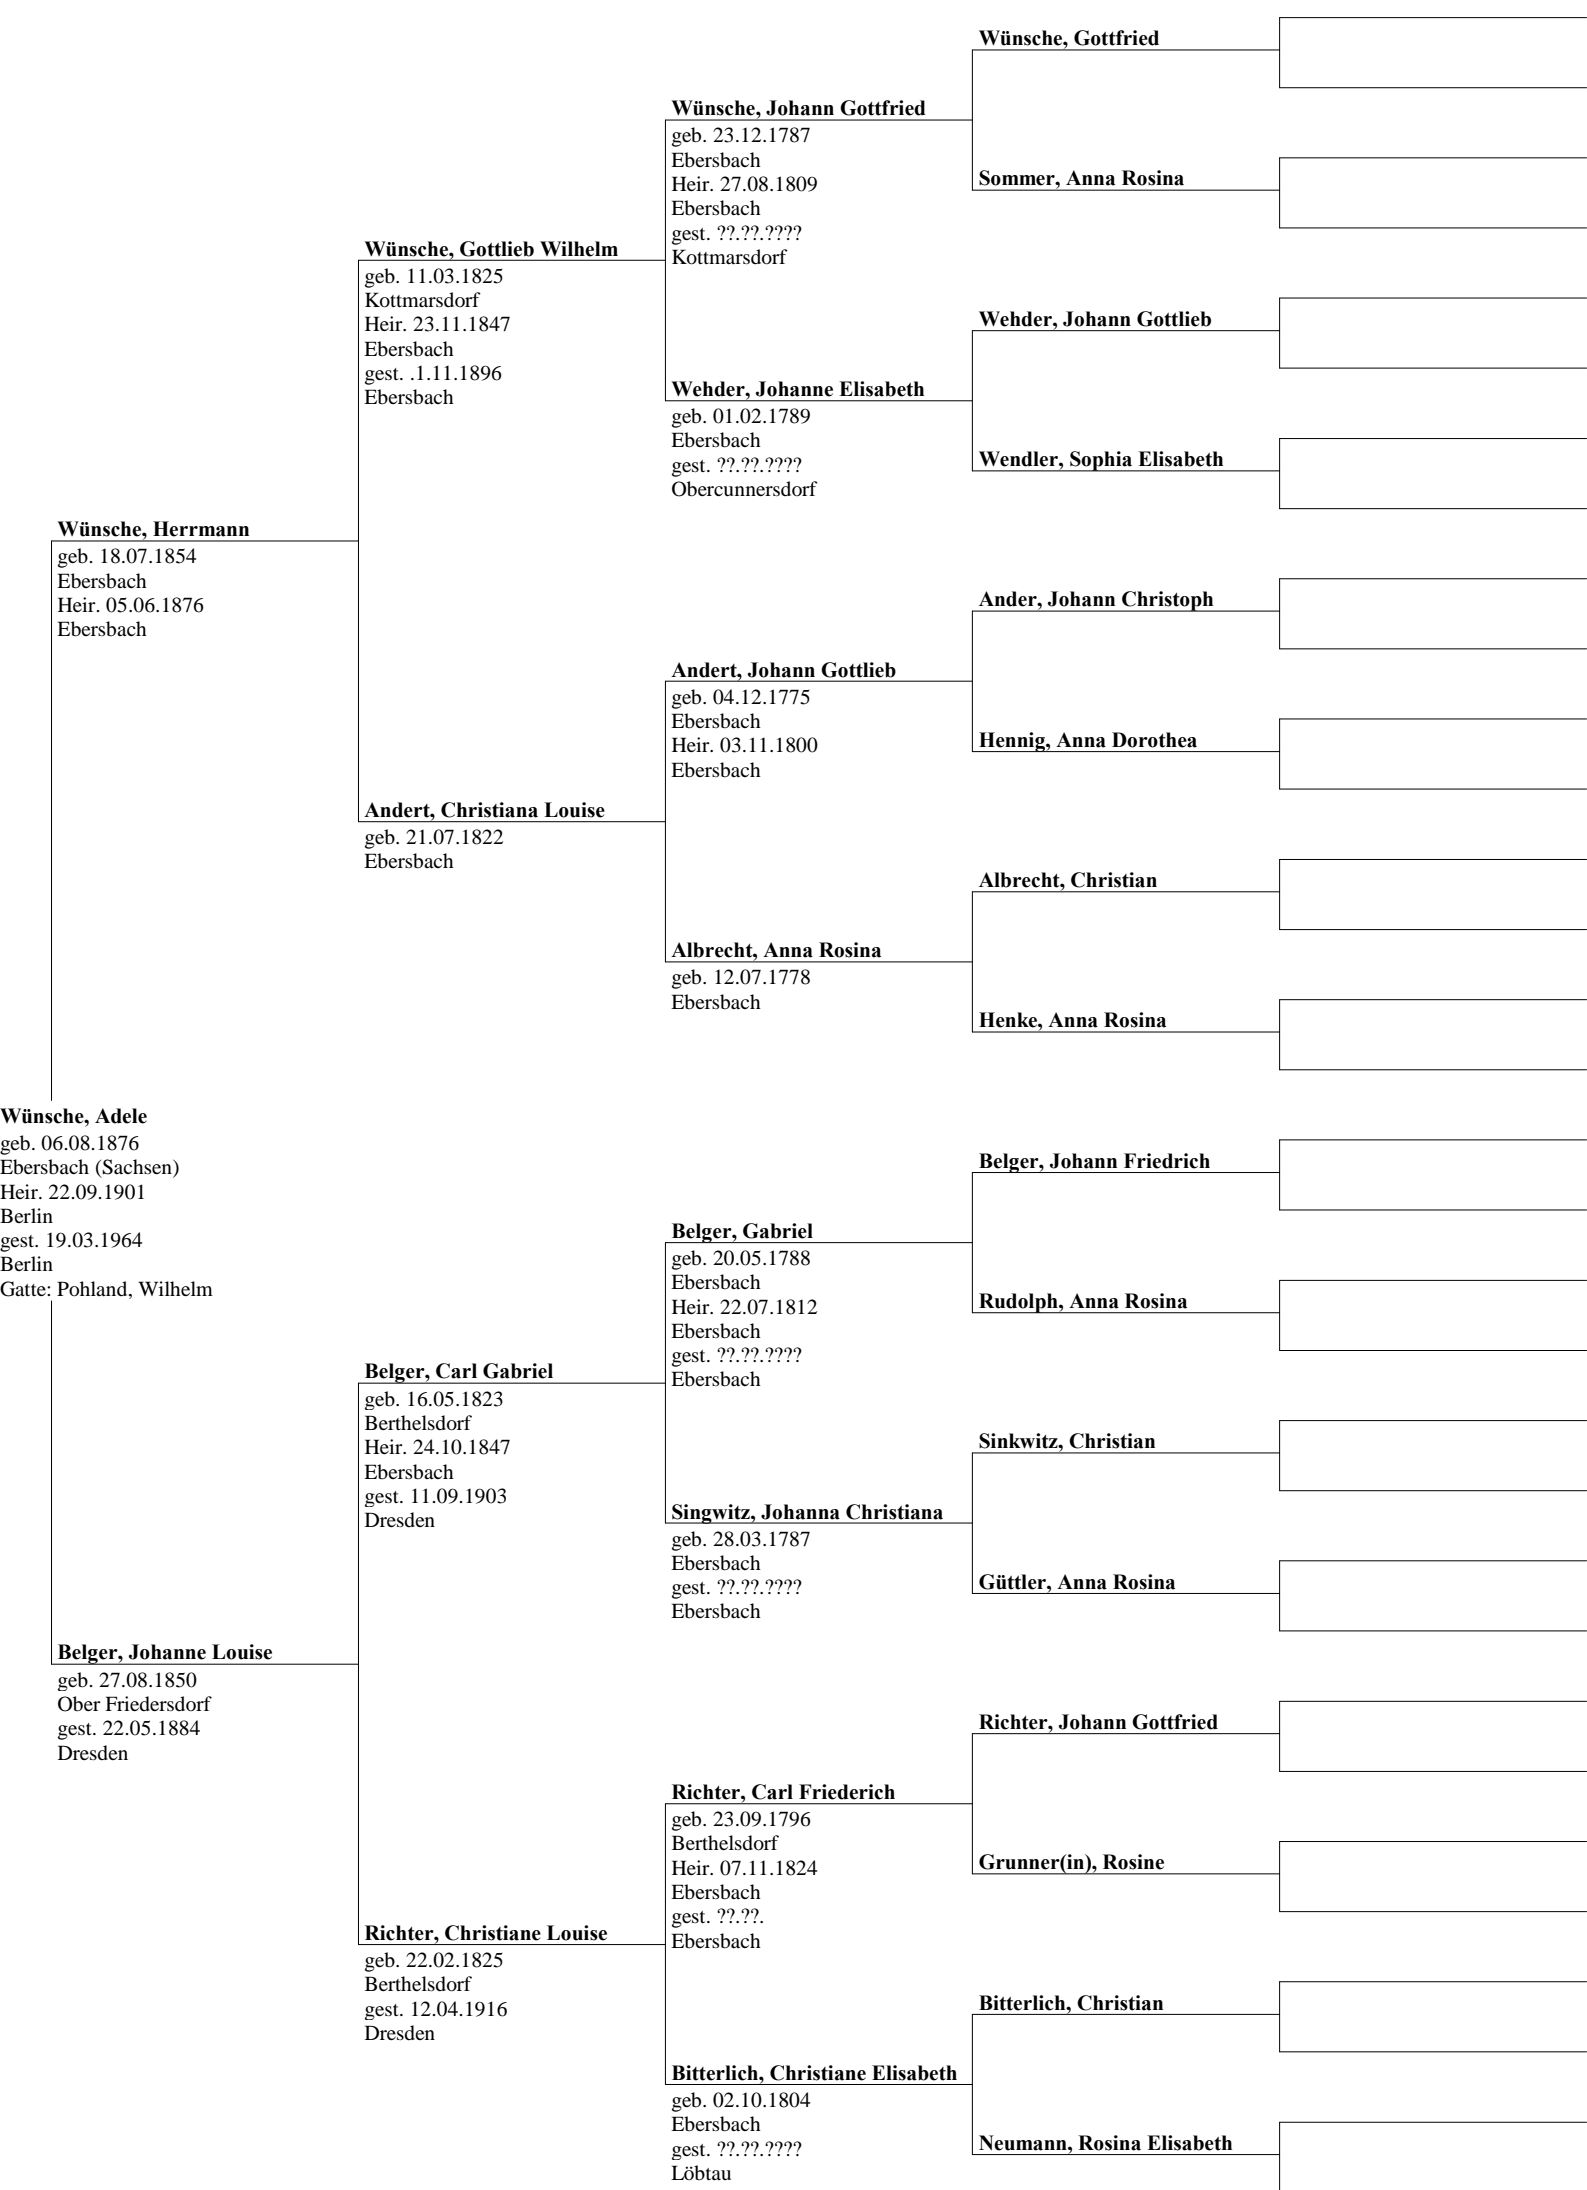 Wünsche, Gottfried
Wünsche, Johann Gottfried
geb. 23.12.1787
Ebersbach
Heir. 27.08.1809
Ebersbach
gest. ??.??.????
Kottmarsdorf
Sommer, Anna Rosina
Wünsche, Gottlieb Wilhelm
geb. 11.03.1825
Kottmarsdorf
Heir. 23.11.1847
Ebersbach
gest. .1.11.1896
Ebersbach
Wehder, Johann Gottlieb
Wehder, Johanne Elisabeth
geb. 01.02.1789
Ebersbach
gest. ??.??.????
Obercunnersdorf
Wendler, Sophia Elisabeth
Wünsche, Herrmann
geb. 18.07.1854
Ebersbach
Heir. 05.06.1876
Ebersbach
Ander, Johann Christoph
Andert, Johann Gottlieb
geb. 04.12.1775
Ebersbach
Heir. 03.11.1800
Ebersbach
Hennig, Anna Dorothea
Andert, Christiana Louise
geb. 21.07.1822
Ebersbach
Albrecht, Christian
Albrecht, Anna Rosina
geb. 12.07.1778
Ebersbach
Henke, Anna Rosina
Wünsche, Adele
geb. 06.08.1876
Ebersbach (Sachsen)
Heir. 22.09.1901
Berlin
gest. 19.03.1964
Berlin
Gatte: Pohland, Wilhelm
Belger, Johann Friedrich
Belger, Gabriel
geb. 20.05.1788
Ebersbach
Heir. 22.07.1812
Ebersbach
gest. ??.??.????
Ebersbach
Rudolph, Anna Rosina
Belger, Carl Gabriel
geb. 16.05.1823
Berthelsdorf
Heir. 24.10.1847
Ebersbach
gest. 11.09.1903
Dresden
Sinkwitz, Christian
Singwitz, Johanna Christiana
geb. 28.03.1787
Ebersbach
gest. ??.??.????
Ebersbach
Güttler, Anna Rosina
Belger, Johanne Louise
geb. 27.08.1850
Ober Friedersdorf
gest. 22.05.1884
Dresden
Richter, Johann Gottfried
Richter, Carl Friederich
geb. 23.09.1796
Berthelsdorf
Heir. 07.11.1824
Ebersbach
gest. ??.??.
Ebersbach
Grunner(in), Rosine
Richter, Christiane Louise
geb. 22.02.1825
Berthelsdorf
gest. 12.04.1916
Dresden
Bitterlich, Christian
Bitterlich, Christiane Elisabeth
geb. 02.10.1804
Ebersbach
gest. ??.??.????
Löbtau
Neumann, Rosina Elisabeth